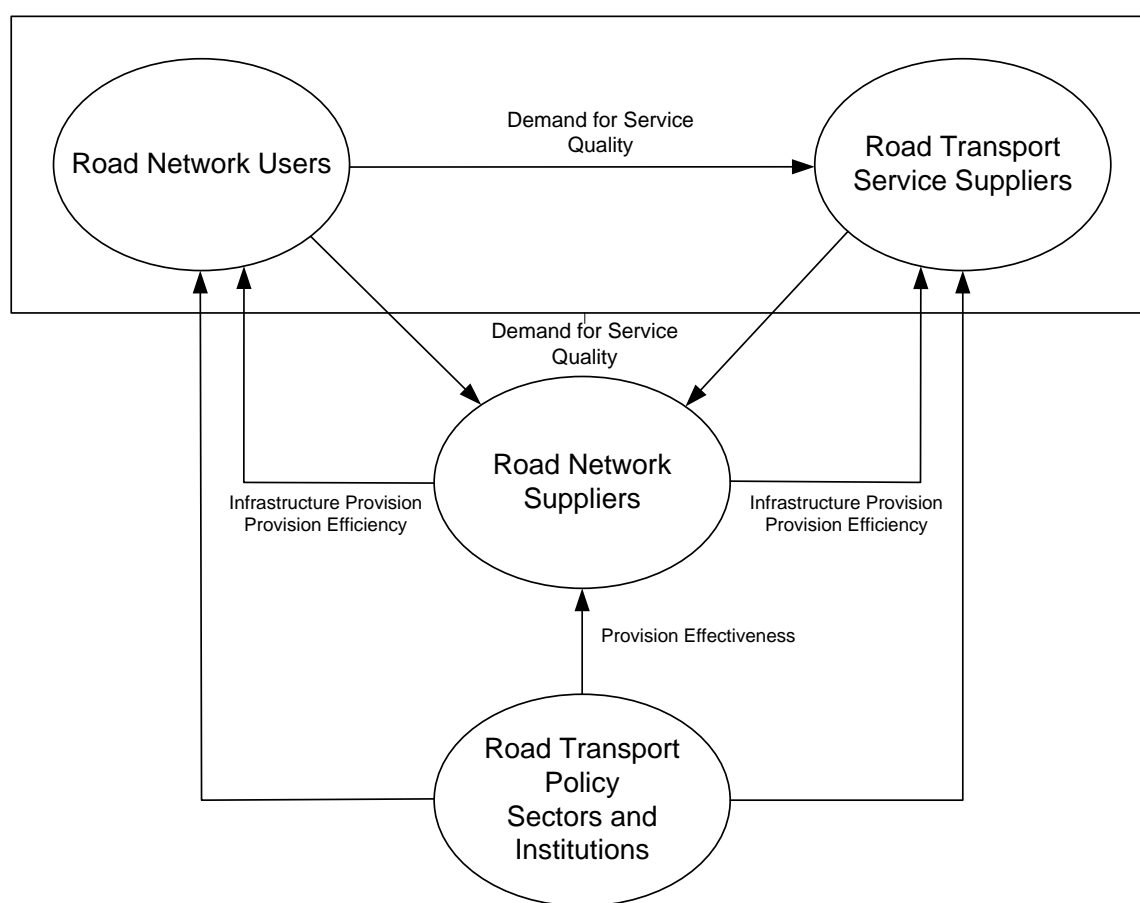 Demand for Service
Quality
Road Network Users
Road Transport
Service Suppliers
Demand for Service
Quality
Road Network
Suppliers
Infrastructure Provision
Provision Efficiency
Infrastructure Provision
Provision Efficiency
Provision Effectiveness
Road Transport
Policy
Sectors and
Institutions